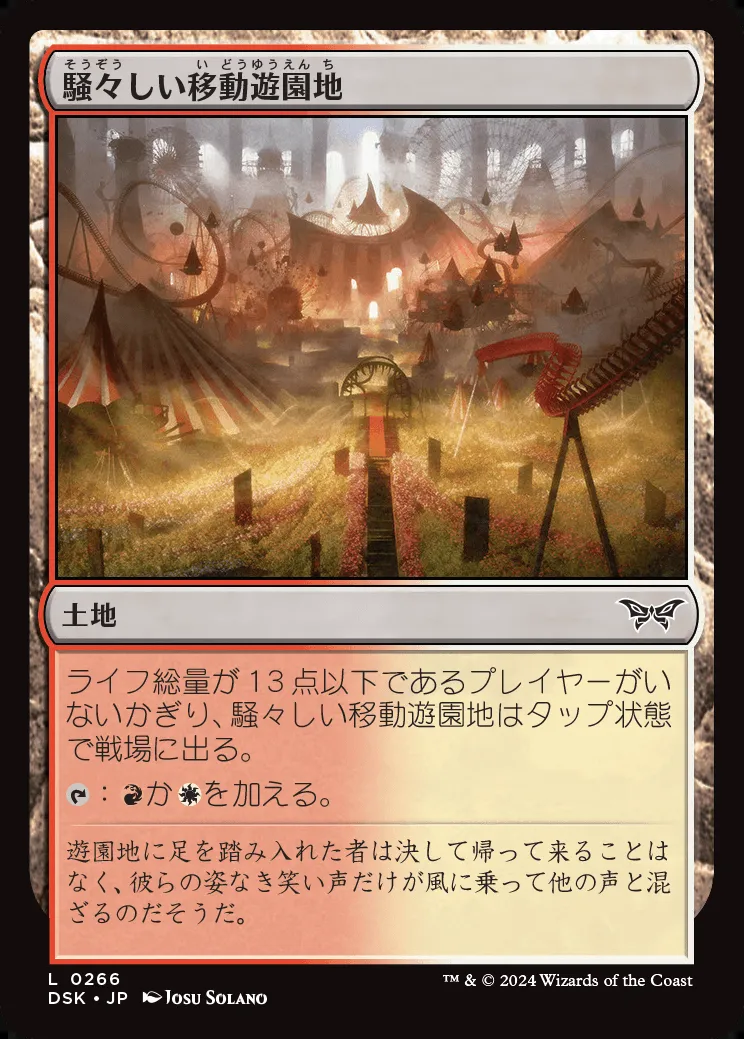 そうぞう い どうゆうえん ち
騒々しい移動遊園地
土地
ライフ総量が13点以下であるプレイヤーがい
ないかぎり、騒々しい移動遊園地はタップ状態
で戦場に出る。
：か を加える。
遊園地に足を踏み入れた者は決して帰って来ることは
なく、彼らの姿なき笑い声だけが風に乗って他の声と混
ざるのだそうだ。
L 0266
DSK • JP Josu Solano
™ & © 2024 Wizards of the Coast